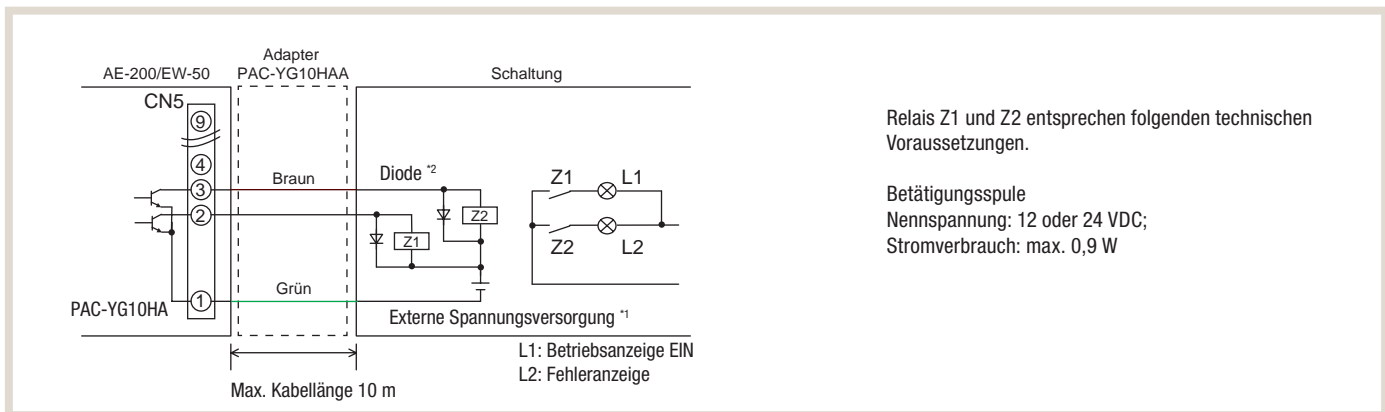 Adapter
AE-200/EW-50 PAC-YG10HAA Schaltung
CN5
9
4
3 Braun Diode *2 Z1 L1
2 Z2
Z1 Z2 L2
Grün
1
PAC-YG10HA
Externe Spannungsversorgung *1
L1: Betriebsanzeige EIN
L2: Fehleranzeige
Max. Kabellänge 10 m
Relais Z1 und Z2 entsprechen folgenden technischen
Voraussetzungen.
Betätigungsspule
Nennspannung: 12 oder 24 VDC;
Stromverbrauch: max. 0,9 W